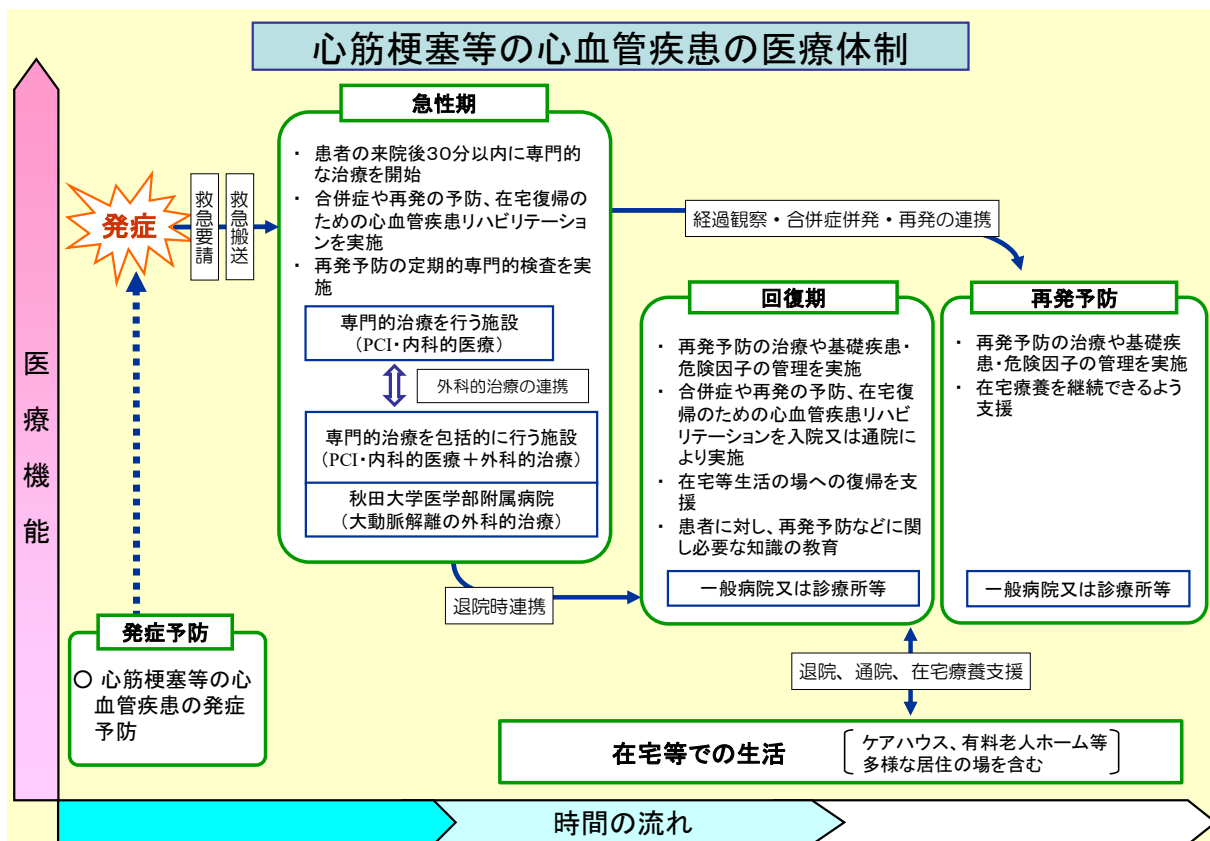 心筋梗塞等の心血管疾患の医療体制
医療機能
発症
救急要請
救急搬送
急性期
・ 患者の来院後30分以内に専門的
な治療を開始
・ 合併症や再発の予防、在宅復帰の
ための心血管疾患リハビリテーショ
ンを実施
・ 再発予防の定期的専門的検査を実
施
専門的治療を行う施設
(PCI・内科的医療)
外科的治療の連携
専門的治療を包括的に行う施設
(PCI・内科的医療+外科的治療)
秋田大学医学部附属病院
(大動脈解離の外科的治療)
経過観察・合併症併発・再発の連携
退院時連携
回復期
・ 再発予防の治療や基礎疾患・
危険因子の管理を実施
・ 合併症や再発の予防、在宅復
帰のための心血管疾患リハビ
リテーションを入院又は通院に
より実施
・ 在宅等生活の場への復帰を支
援
・ 患者に対し、再発予防などに関
し必要な知識の教育
一般病院又は診療所等
再発予防
・ 再発予防の治療や基礎疾
患・危険因子の管理を実施
・ 在宅療養を継続できるよう
支援
一般病院又は診療所等
発症予防
○ 心筋梗塞等の心
血管疾患の発症
予防
退院、通院、在宅療養支援
在宅等での生活
ケアハウス、有料老人ホーム等
多様な居住の場を含む
時間の流れ